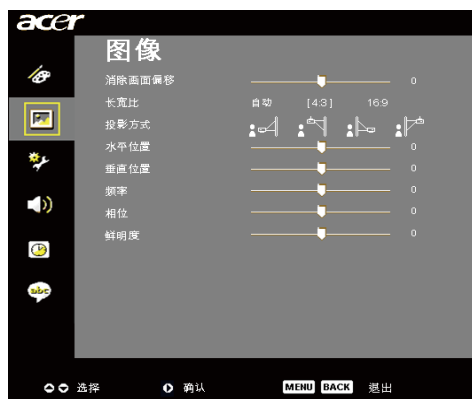 acer
图像
消除画面偏移 0
长宽比 自动 [4:3] 16:9
投影方式
水平位置 0
垂直位置 0
频率 0
相位 0
鲜明度 0
abc
选择 确认 MENU BACK 退出